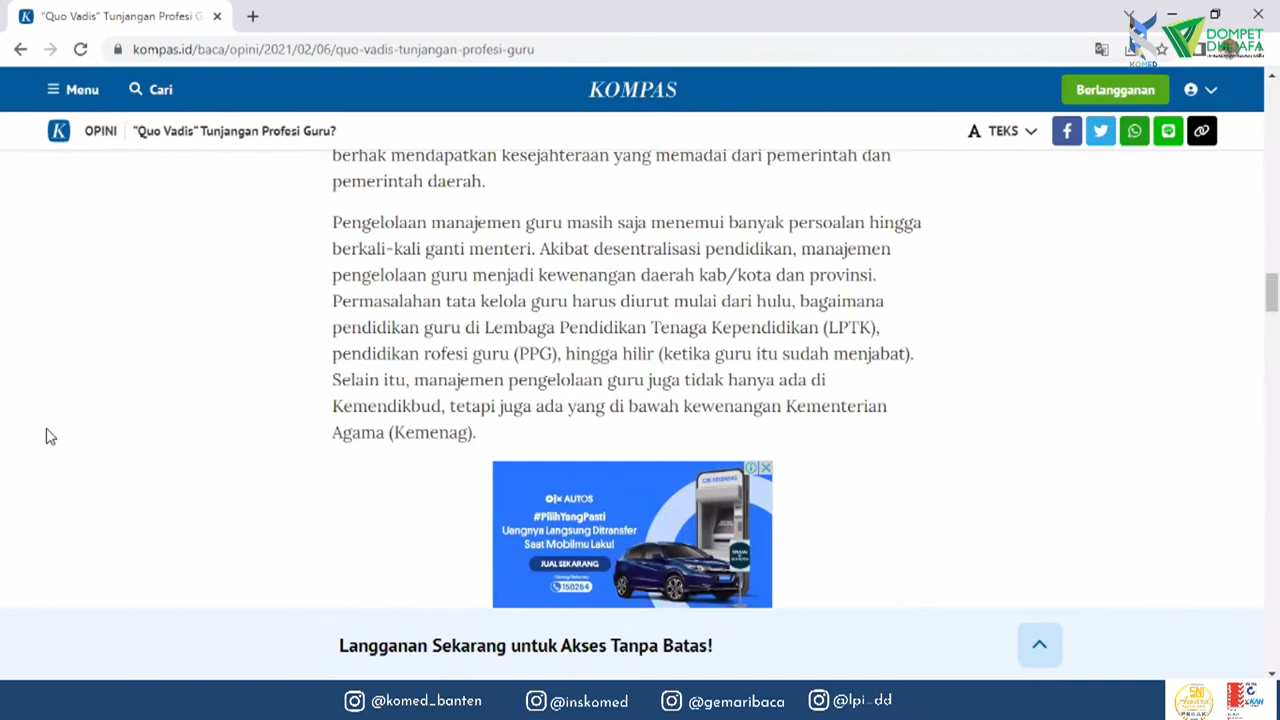 "Quo Vadis" Tunjangan Profesi G
kompas.id/baca/opini/2021/02/06/quo-vadis-tunjangan-profesi-guru
KOMED
DOMPET
DHUAFA
Menu
Cari
KOMPAS
Berlangganan
K
OPINI
"Quo Vadis" Tunjangan Profesi Guru?
A TEKS
berhak mendapatkan kesejahteraan yang memadai dari pemerintah dan
pemerintah daerah.
Pengelolaan manajemen guru masih saja menemui banyak persoalan hingga
berkali-kali ganti menteri. Akibat desentralisasi pendidikan, manajemen
pengelolaan guru menjadi kewenangan daerah kab/kota dan provinsi.
Permasalahan tata kelola guru harus diurut mulai dari hulu, bagaimana
pendidikan guru di Lembaga Pendidikan Tenaga Kependidikan (LPTK),
pendidikan rofesi guru (PPG), hingga hilir (ketika guru itu sudah menjabat).
Selain itu, manajemen pengelolaan guru juga tidak hanya ada di
Kemendikbud, tetapi juga ada yang di bawah kewenangan Kementerian
Agama (Kemenag).
OLX AUTOS
#PilihYangPasti
Uangnya Langsung Ditransfer
Saat Mobilmu Laku!
JUAL SEKARANG
150264
Langganan Sekarang untuk Akses Tanpa Batas!
@komed_banten
@inskomed
@gemaribaca
@lpi_dd
SNI
Award
PERAK
KAN